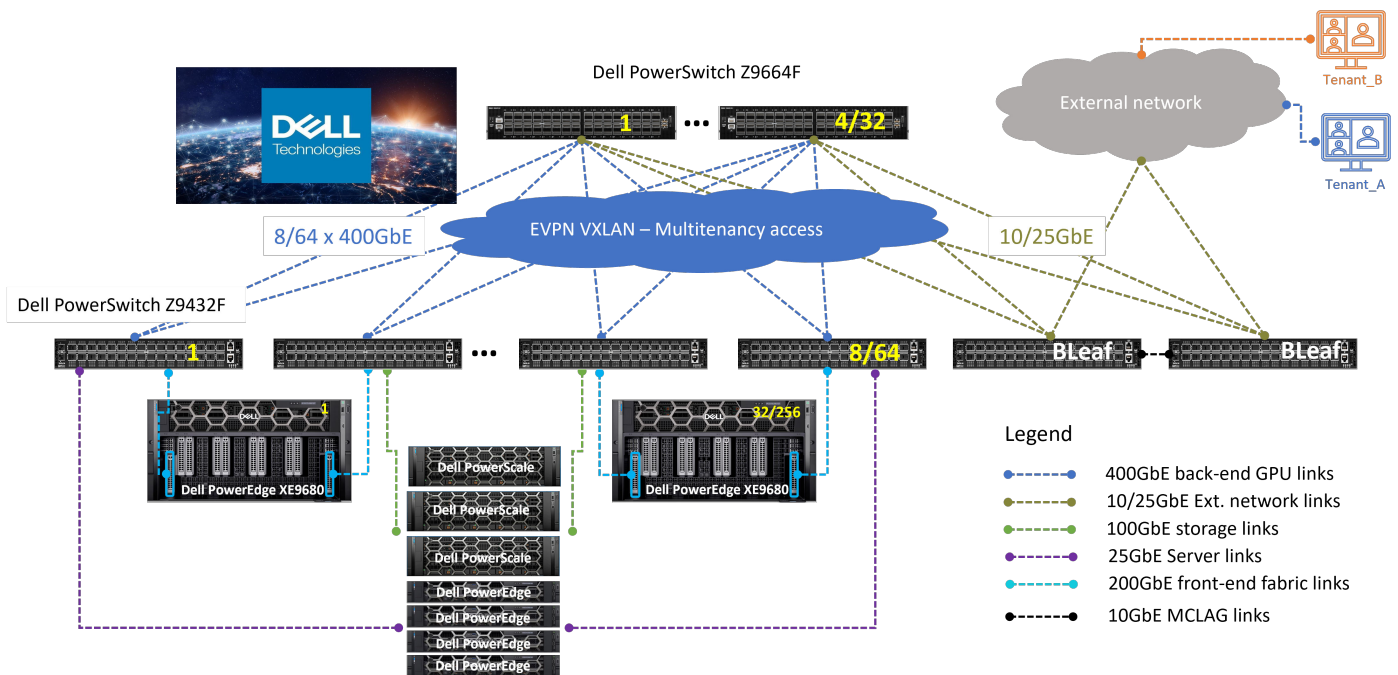 Dell PowerSwitch Z9664F
DELL
Technologies
1
...
4/32
External network
Tenant_B
Tenant_A
8/64 x 400GbE
EVPN VXLAN – Multitenancy access
10/25GbE
Dell PowerSwitch Z9432F
1
...
8/64
BLeaf
BLeaf
1
DELL
Dell PowerEdge XE9680
32/256
DELL
Dell PowerEdge XE9680
Dell PowerScale
Dell PowerScale
Dell PowerScale
Dell PowerEdge
Dell PowerEdge
Dell PowerEdge
Dell PowerEdge
Legend
400GbE back-end GPU links
10/25GbE Ext. network links
100GbE storage links
25GbE Server links
200GbE front-end fabric links
10GbE MCLAG links